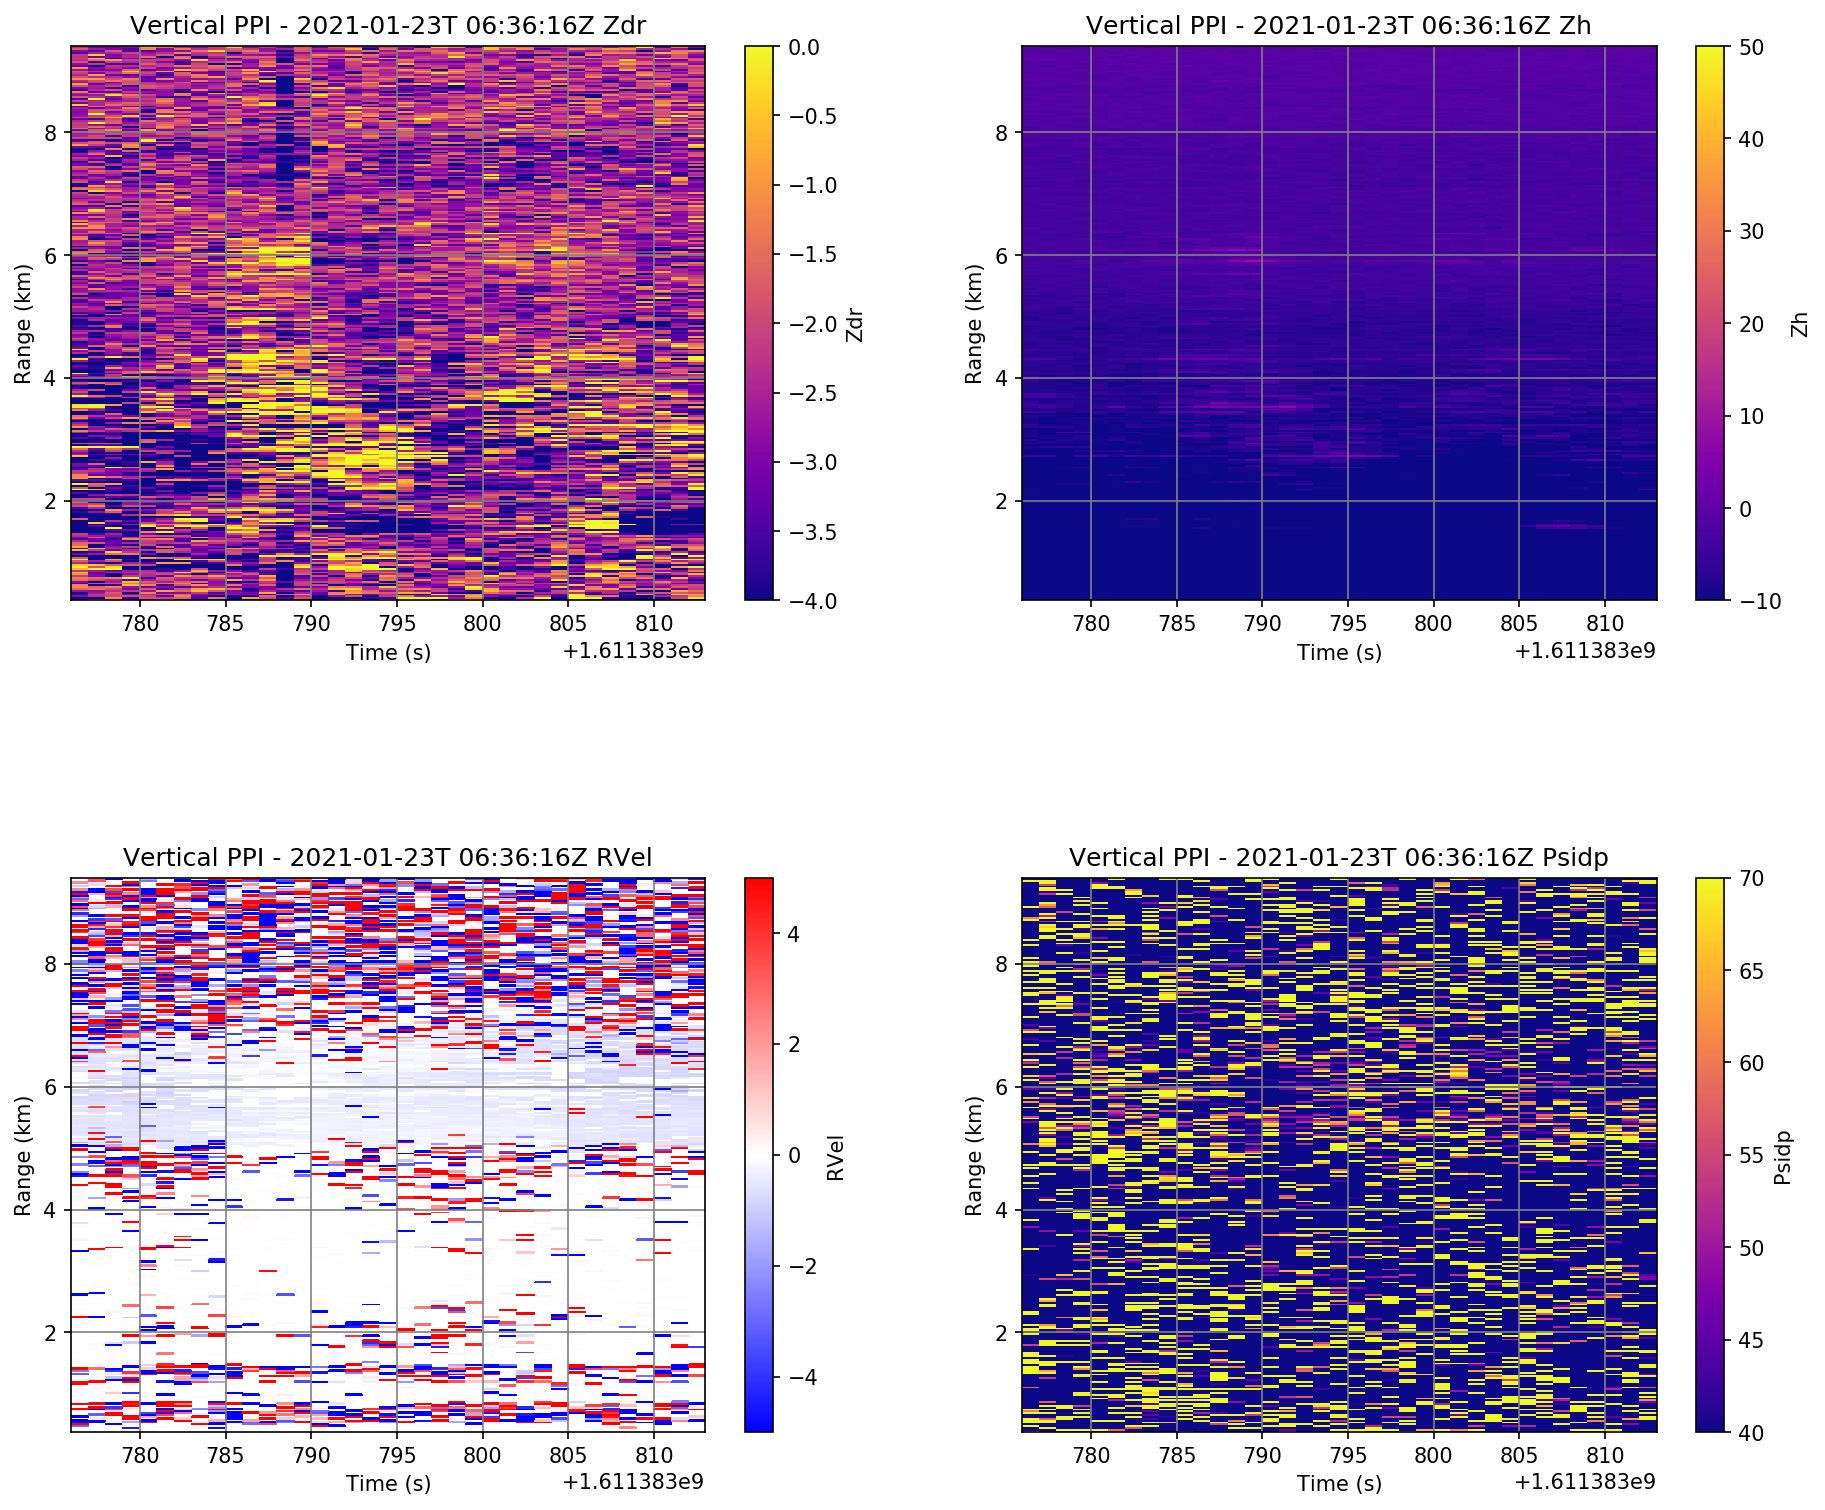 Vertical PPI - 2021-01-23T 06:36:16Z Zdr
Range (km)
8
6
4
2
780 785 790 795 800 805 810
Time (s)
+1.611383e9
0.0
−0.5
−1.0
−1.5
−2.0
−2.5
−3.0
−3.5
−4.0
Zdr
Vertical PPI - 2021-01-23T 06:36:16Z Zh
Range (km)
8
6
4
2
780 785 790 795 800 805 810
Time (s)
+1.611383e9
50
40
30
20
10
0
−10
Zh
Vertical PPI - 2021-01-23T 06:36:16Z RVel
Range (km)
8
6
4
2
780 785 790 795 800 805 810
Time (s)
+1.611383e9
4
2
0
−2
−4
RVel
Vertical PPI - 2021-01-23T 06:36:16Z Psidp
Range (km)
8
6
4
2
780 785 790 795 800 805 810
Time (s)
+1.611383e9
70
65
60
55
50
45
40
Psidp